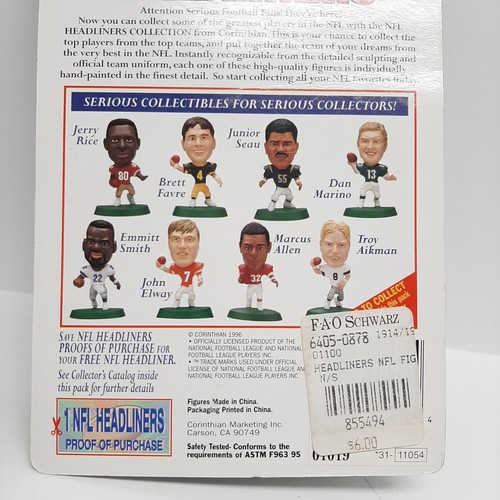 Attention Serious Football Fans! They're here!
Now you can collect some of the greatest players in the NFL with the NFL
HEADLINERS COLLECTION from Corinthian. This is your chance to collect the
top players from the top teams, and put together the team of your dreams from
the very best in the NFL. Instantly recognizable from the detailed sculpting and
official team uniform, each one of these high-quality figures is individually
hand-painted in the finest detail. So start collecting all your NFL favorites today
SERIOUS COLLECTIBLES FOR SERIOUS COLLECTORS!
Jerry
Rice
80
Brett
Favre
4
Junior
Seau
55
Dan
Marino
13
Emmitt
Smith
22
John
Elway
7
Marcus
Allen
32
Troy
Aikman
8
TO COLLECT
this pack
SAVE NFL HEADLINERS
PROOFS OF PURCHASE FOR
YOUR FREE NFL HEADLINER.
See Collector's Catalog inside
this pack for further details
1 NFL HEADLINERS
PROOF OF PURCHASE
© CORINTHIAN 1996
• OFFICIALLY LICENSED PRODUCT OF THE
NATIONAL FOOTBALL LEAGUE AND NATIONAL
FOOTBALL LEAGUE PLAYERS INC.
• TRADE MARKS USED UNDER OFFICIAL
LICENSE OF NATIONAL FOOTBALL LEAGUE AND
NATIONAL FOOTBALL LEAGUE PLAYERS INC.
Figures Made in China.
Packaging Printed in China.
Corinthian Marketing Inc.
Carson, CA 90749
Safety Tested- Conforms to the
requirements of ASTM F963 95
F·A·O SCHWARZ
6405-0878 1914/19
01100
HEADLINERS NFL FIG
N/S
855494
$6.00
01019
4
*31- 11054